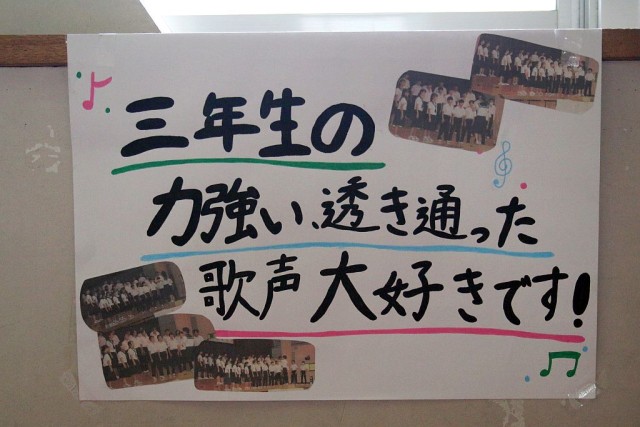 三年生の
力強い、透き通った
歌声大好きです!